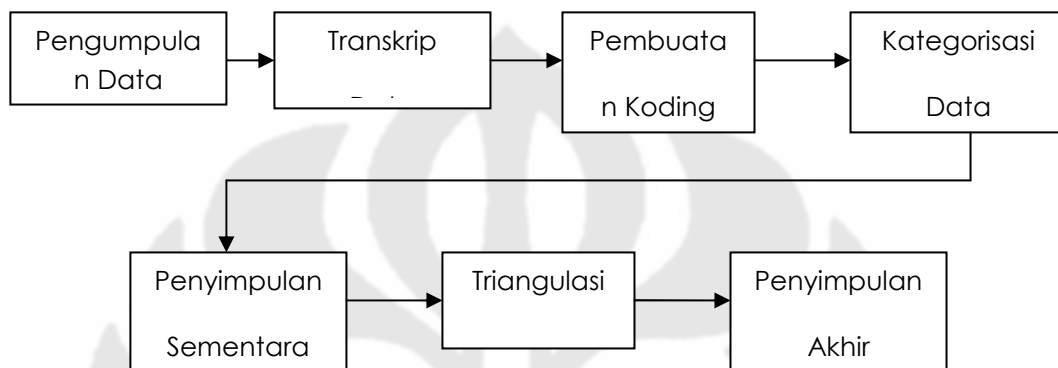 Pengumpula
n Data
Transkrip
Pembuata
n Koding
Kategorisasi
Data
Penyimpulan
Sementara
Triangulasi
Penyimpulan
Akhir